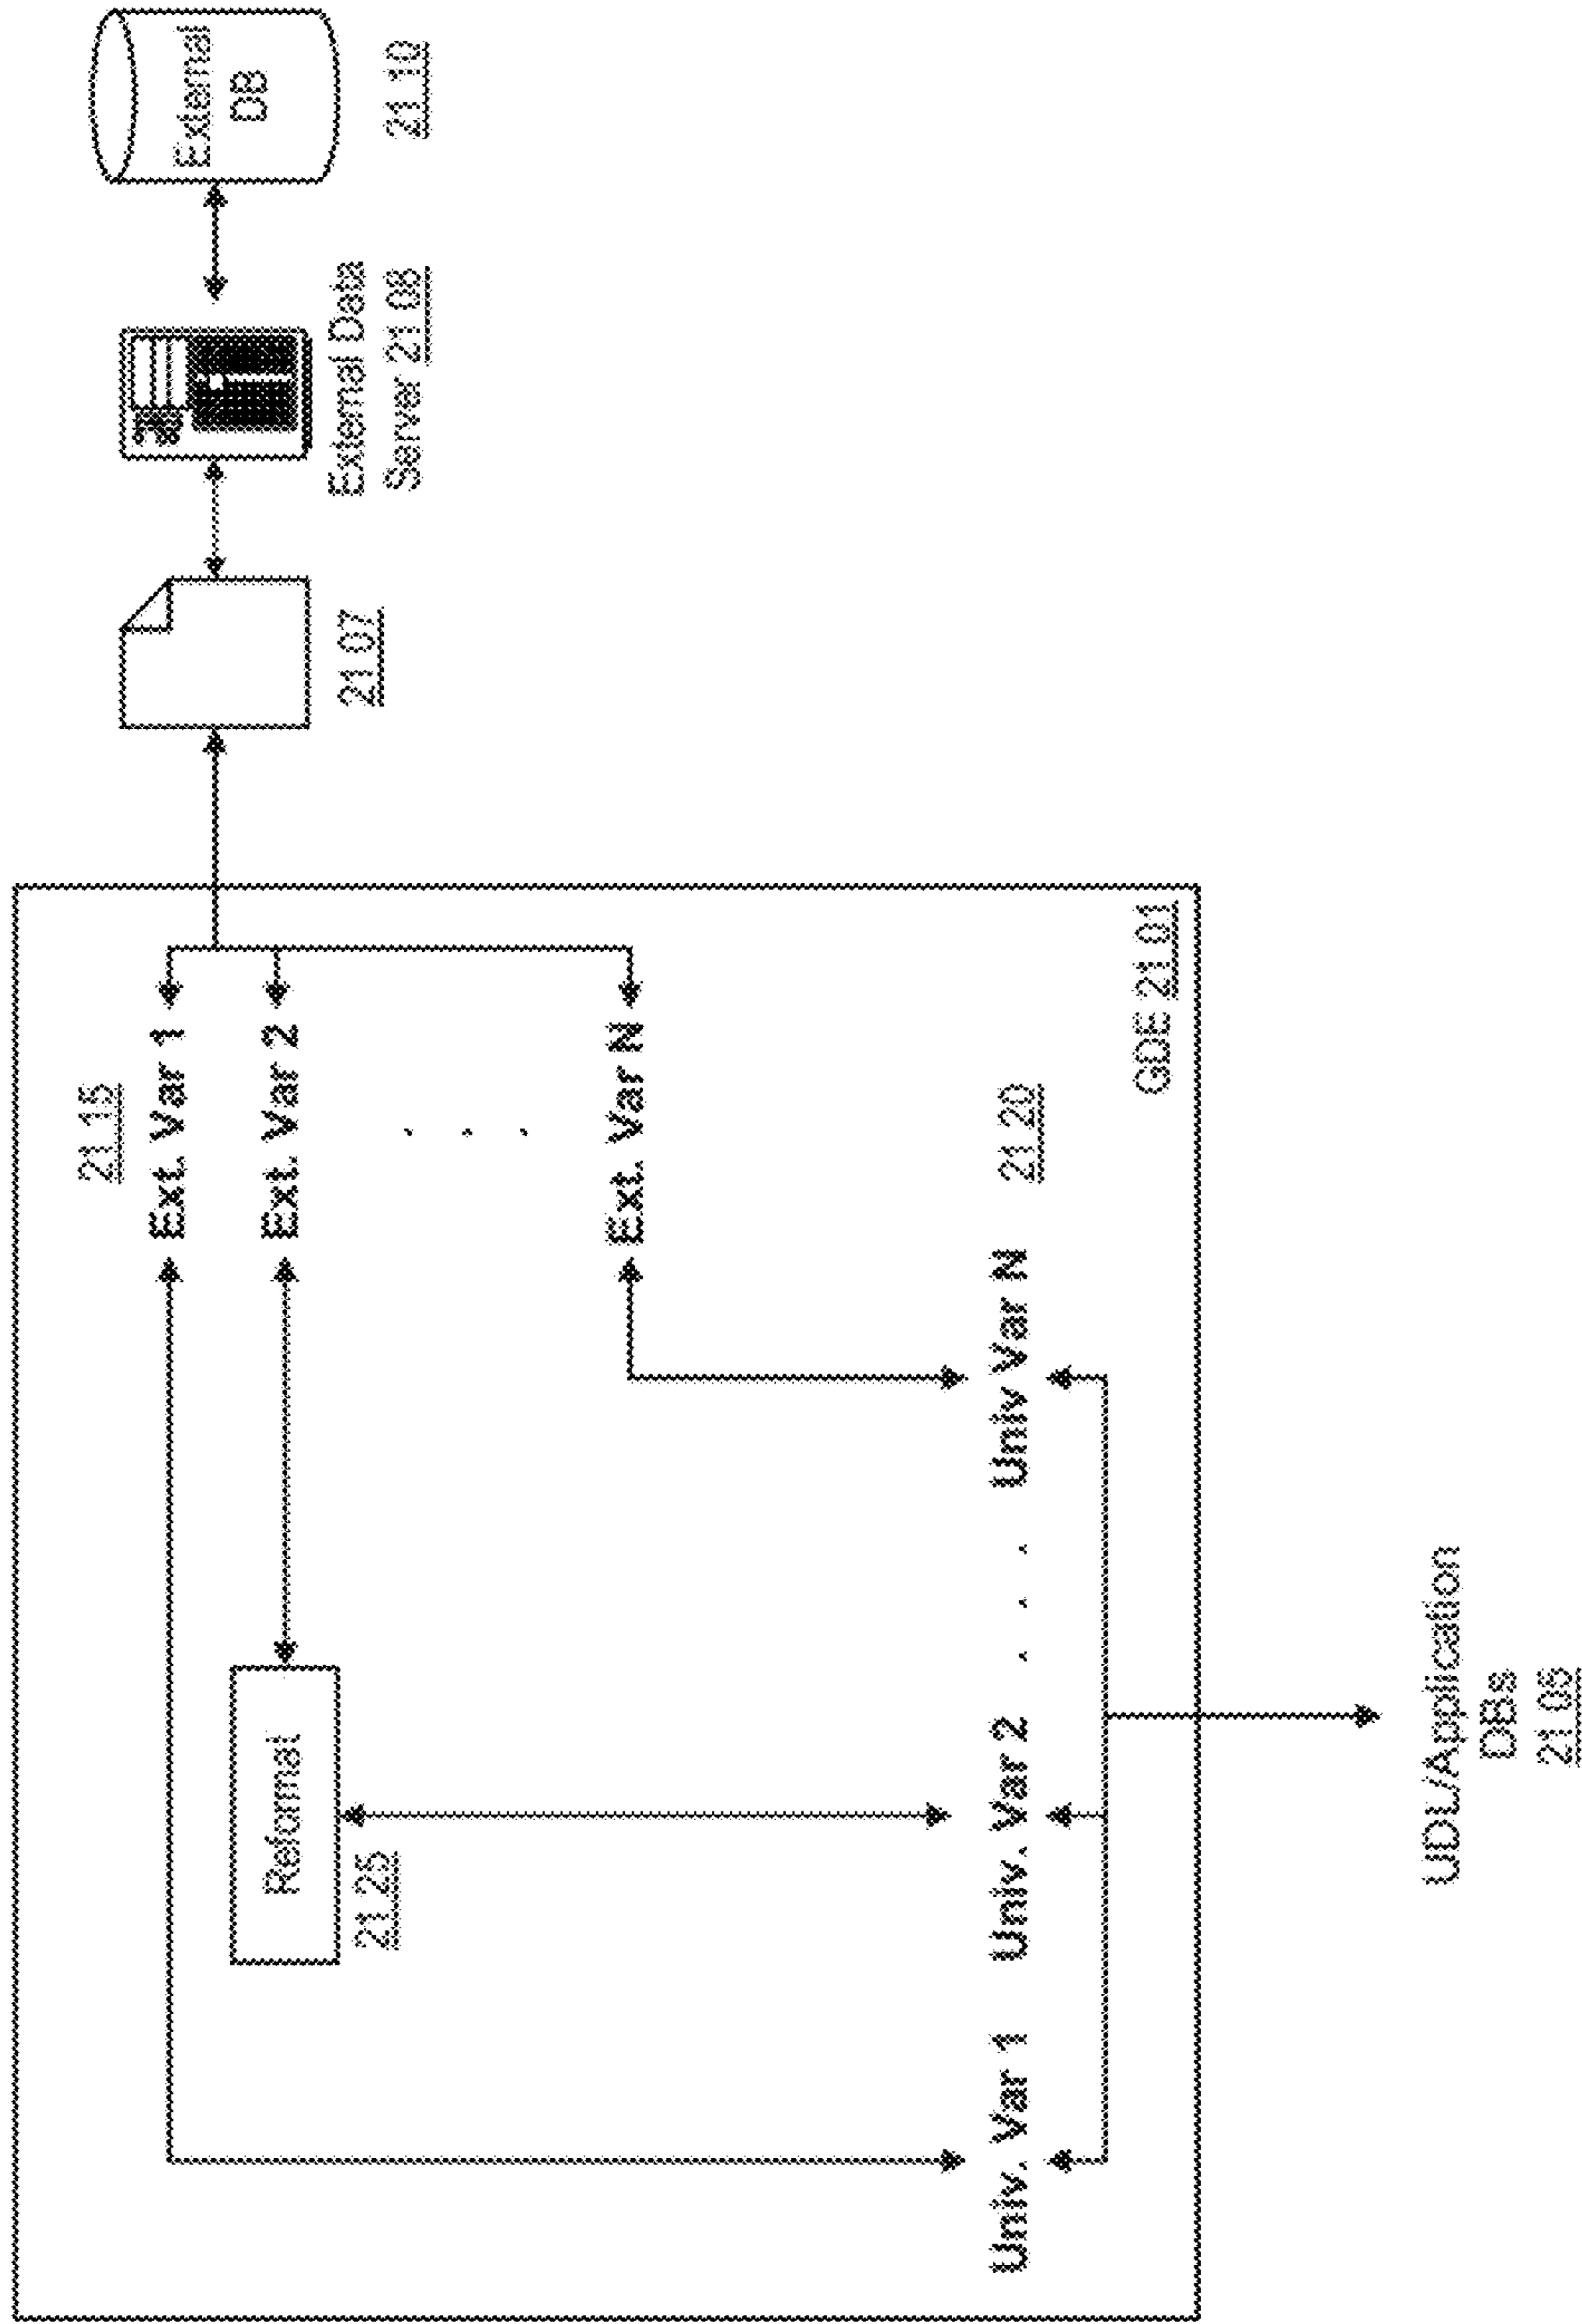 21 15
Ext. Var 1
Ext. Var 2
. . .
Ext. Var N
Reformat
21 25
Univ. Var 1
Univ. Var 2
. . .
Univ Var N
21 20
GDE 21 01
UDL/Application
DBs
21 05
21 07
External Data
Server 21 08
External
DB
21 10